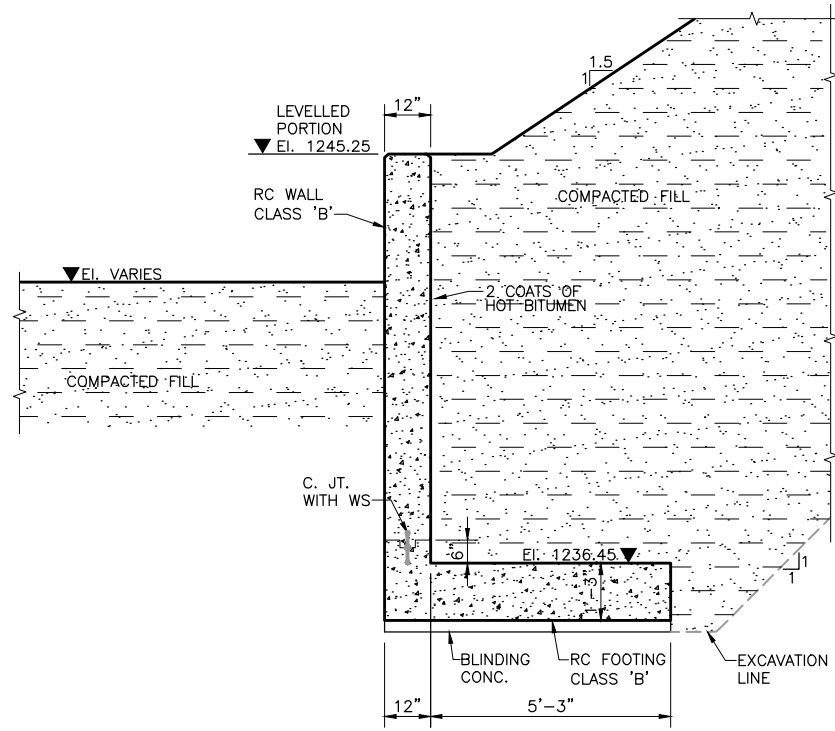 1.5
1
12"
LEVELLED
PORTION
El. 1245.25
RC WALL
CLASS 'B'
COMPACTED FILL
El. VARIES
2 COATS OF
HOT BITUMEN
COMPACTED FILL
C. JT.
WITH WS
6"
El. 1236.45
1'-3"
1
1
BLINDING
CONC.
RC FOOTING
CLASS 'B'
EXCAVATION
LINE
12"
5'-3"